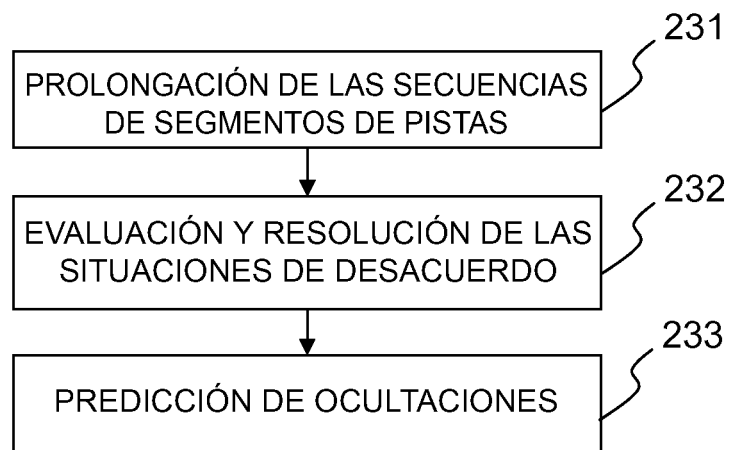 231
PROLONGACIÓN DE LAS SECUENCIAS
DE SEGMENTOS DE PISTAS
232
EVALUACIÓN Y RESOLUCIÓN DE LAS
SITUACIONES DE DESACUERDO
233
PREDICCIÓN DE OCULTACIONES